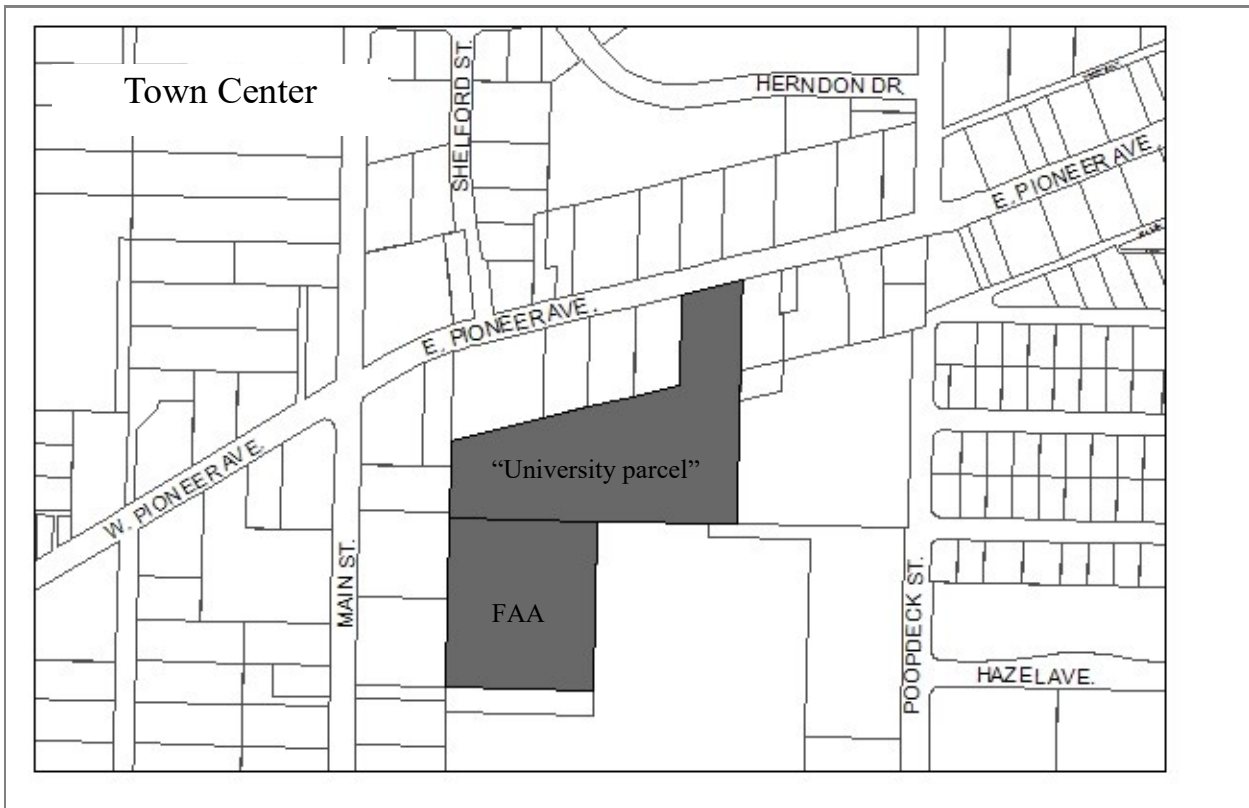 Town Center
SHELFORD ST.
HERNDON DR.
E. PIONEER AVE.
E. PIONEER AVE.
"University parcel"
W. PIONEER AVE.
MAIN ST.
FAA
POOPDECK ST.
HAZEL AVE.